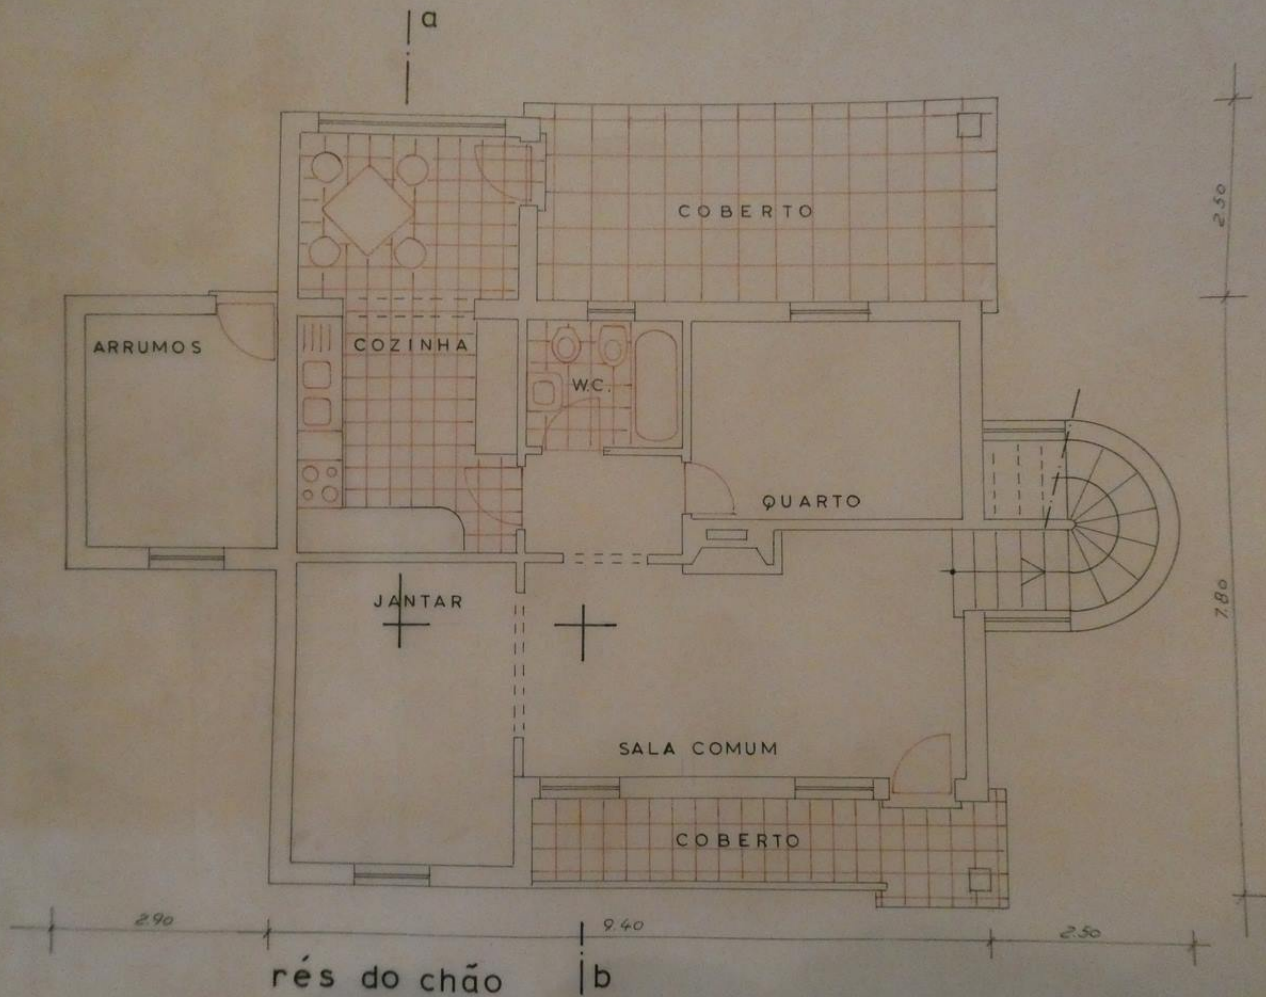 a
COBERTO
2.50
ARRUMOS
COZINHA
W.C.
QUARTO
JANTAR
7.80
SALA COMUM
COBERTO
2.90
9.40
2.50
rés do chão
b